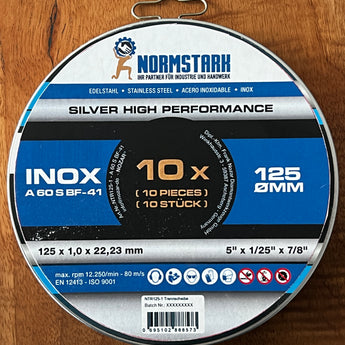 NORMSTARK
IHR PARTNER FÜR INDUSTRIE UND HANDWERK
EDELSTAHL - STAINLESS STEEL - ACERO INOXIDABLE - INOX
SILVER HIGH PERFORMANCE
INOX
A 60 S BF-41
10 x
( 10 PIECES )
( 10 STÜCK )
125
ØMM
125 x 1,0 x 22,23 mm
5" x 1/25" x 7/8"
max. rpm 12.250/min - 80 m/s
EN 12413 - ISO 9001
NTR125-1 Trennscheibe
Batch Nr.: XXXXXXXXX